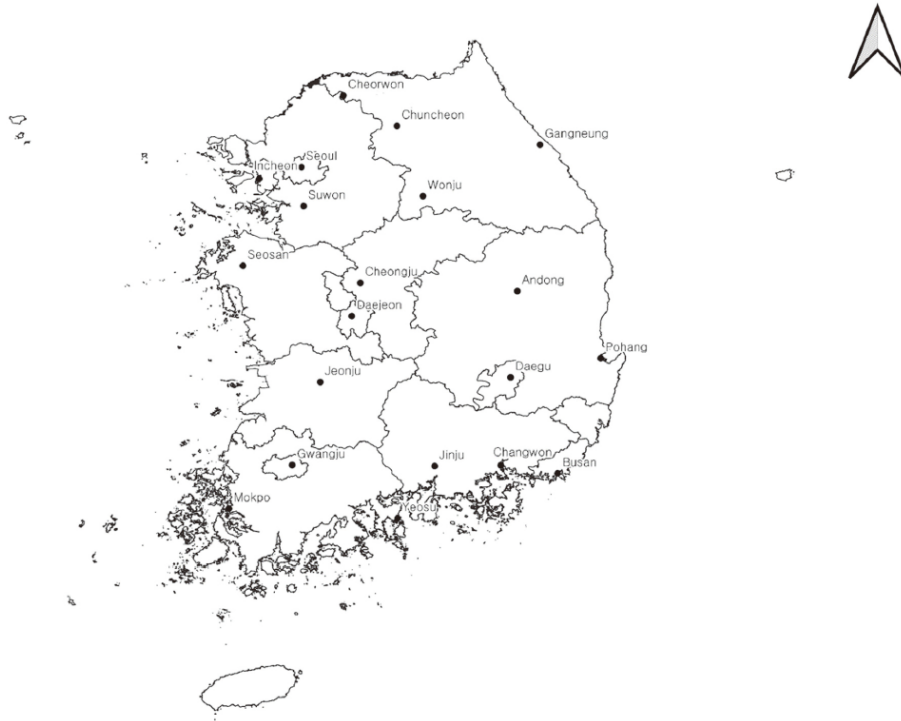 Cheorwon
Chuncheon
Gangneung
Seoul
Incheon
Wonju
Suwon
Seosan
Cheongju
Andong
Daejeon
Pohang
Daegu
Jeonju
Gwangju
Jinju
Changwon
Busan
Mokpo
Yeosu